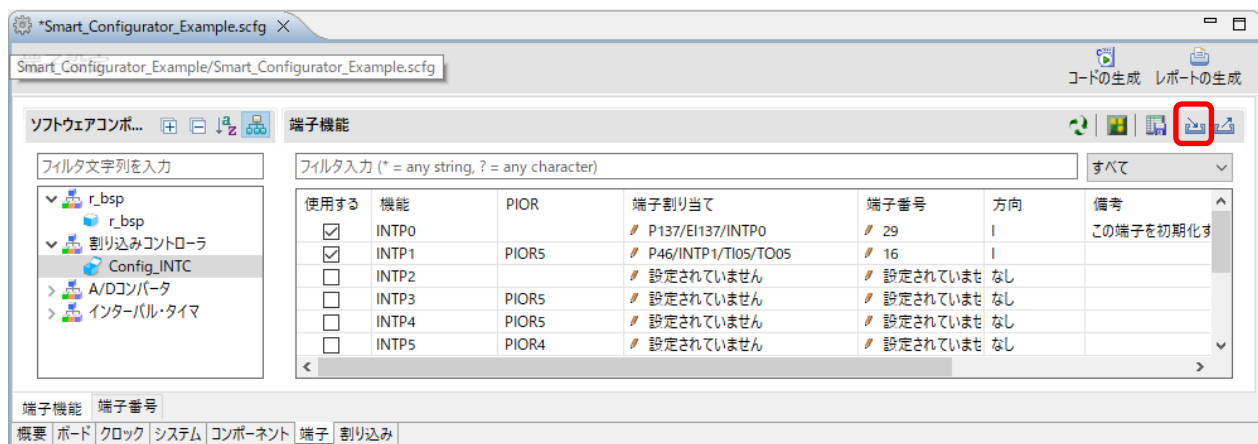 *Smart_Configurator_Example.scfg
Smart_Configurator_Example/Smart_Configurator_Example.scfg
コードの生成 レポートの生成
ソフトウェアコンポ... 端子機能
フィルタ文字列を入力 フィルタ入力 (* = any string, ? = any character) すべて
r_bsp
r_bsp
割り込みコントローラ
Config_INTC
A/Dコンバータ
インターバル・タイマ
使用する 機能 PIOR 端子割り当て 端子番号 方向 備考
INTP0 P137/EI137/INTP0 29 I この端子を初期化す
INTP1 PIOR5 P46/INTP1/TI05/TO05 16 I
INTP2 設定されていません 設定されていませ なし
INTP3 PIOR5 設定されていません 設定されていませ なし
INTP4 PIOR5 設定されていません 設定されていませ なし
INTP5 PIOR4 設定されていません 設定されていませ なし
端子機能 端子番号
概要 ボード クロック システム コンポーネント 端子 割り込み